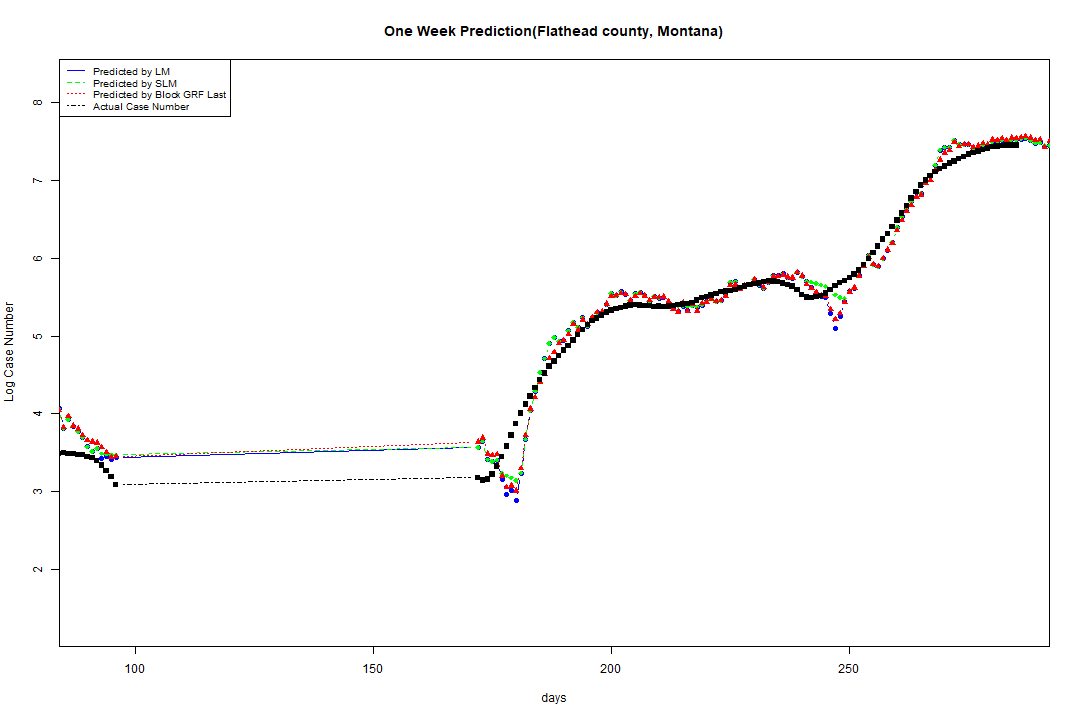 One Week Prediction(Flathead county, Montana)
Predicted by LM
Predicted by SLM
Predicted by Block GRF Last
Actual Case Number
8
7
6
5
4
3
2
Log Case Number
100 150 200 250
days